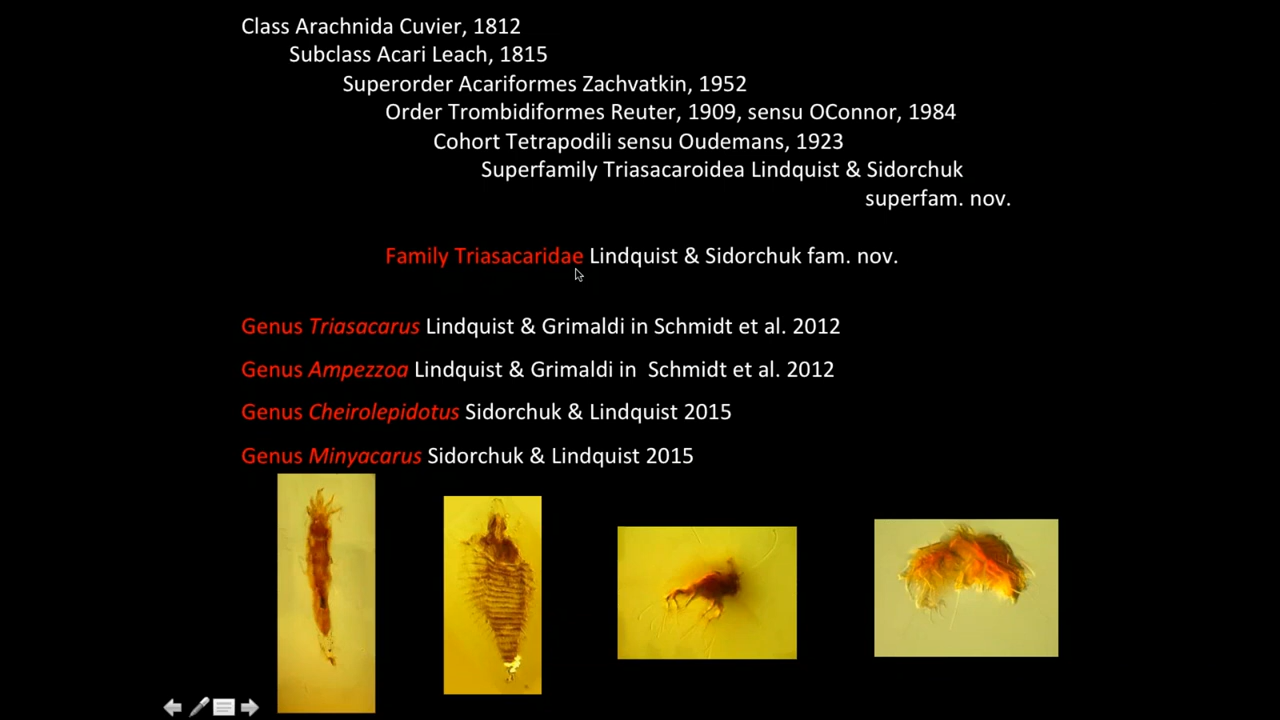 Class Arachnida Cuvier, 1812
Subclass Acari Leach, 1815
Superorder Acariformes Zachvatkin, 1952
Order Trombidiformes Reuter, 1909, sensu OConnor, 1984
Cohort Tetrapodili sensu Oudemans, 1923
Superfamily Triasacaroidea Lindquist & Sidorchuk
superfam. nov.
Family Triasacaridae Lindquist & Sidorchuk fam. nov.
Genus Triasacarus Lindquist & Grimaldi in Schmidt et al. 2012
Genus Ampezzoa Lindquist & Grimaldi in Schmidt et al. 2012
Genus Cheirolepidotus Sidorchuk & Lindquist 2015
Genus Minyacarus Sidorchuk & Lindquist 2015